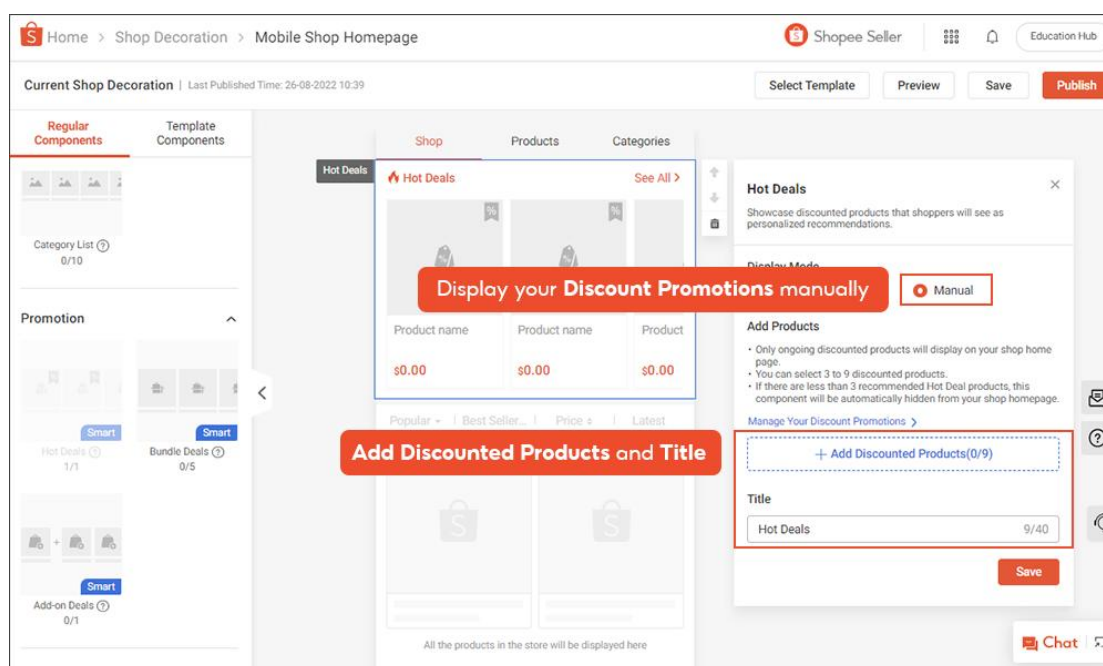 Home > Shop Decoration > Mobile Shop Homepage
Shopee Seller
Education Hub
Current Shop Decoration | Last Published Time: 26-08-2022 10:39
Select Template
Preview
Save
Publish
Regular
Components
Template
Components
Category List
0/10
Promotion
Smart
Hot Deals
1/1
Smart
Bundle Deals
0/5
Smart
Add-on Deals
0/1
Shop
Products
Categories
Hot Deals
Hot Deals
See All >
Display your Discount Promotions manually
Product name
Product name
Product
$0.00
$0.00
$0.00
Popular
Best Seller...
Price
Latest
Add Discounted Products and Title
All the products in the store will be displayed here
Hot Deals
Showcase discounted products that shoppers will see as
personalized recommendations.
Display Mode
Manual
Add Products
• Only ongoing discounted products will display on your shop home
page.
• You can select 3 to 9 discounted products.
• If there are less than 3 recommended Hot Deal products, this
component will be automatically hidden from your shop homepage.
Manage Your Discount Promotions >
+ Add Discounted Products(0/9)
Title
Hot Deals
9/40
Save
Chat